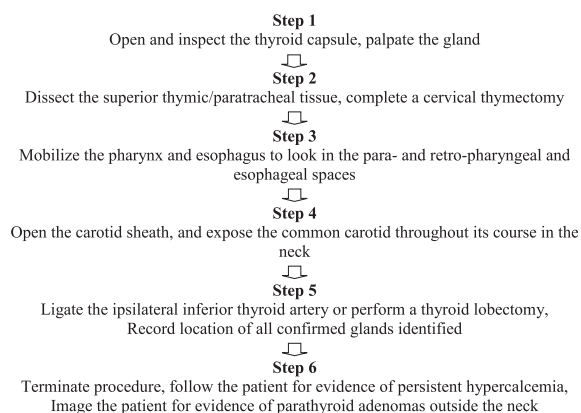 Step 1
Open and inspect the thyroid capsule, palpate the gland
Step 2
Dissect the superior thymic/paratracheal tissue, complete a cervical thymectomy
Step 3
Mobilize the pharynx and esophagus to look in the para- and retro-pharyngeal and
esophageal spaces
Step 4
Open the carotid sheath, and expose the common carotid throughout its course in the
neck
Step 5
Ligate the ipsilateral inferior thyroid artery or perform a thyroid lobectomy,
Record location of all confirmed glands identified
Step 6
Terminate procedure, follow the patient for evidence of persistent hypercalcemia,
Image the patient for evidence of parathyroid adenomas outside the neck